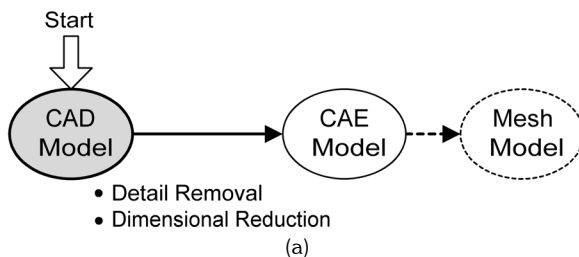 Start
CAD
Model
CAE
Model
Mesh
Model
• Detail Removal
• Dimensional Reduction
(a)